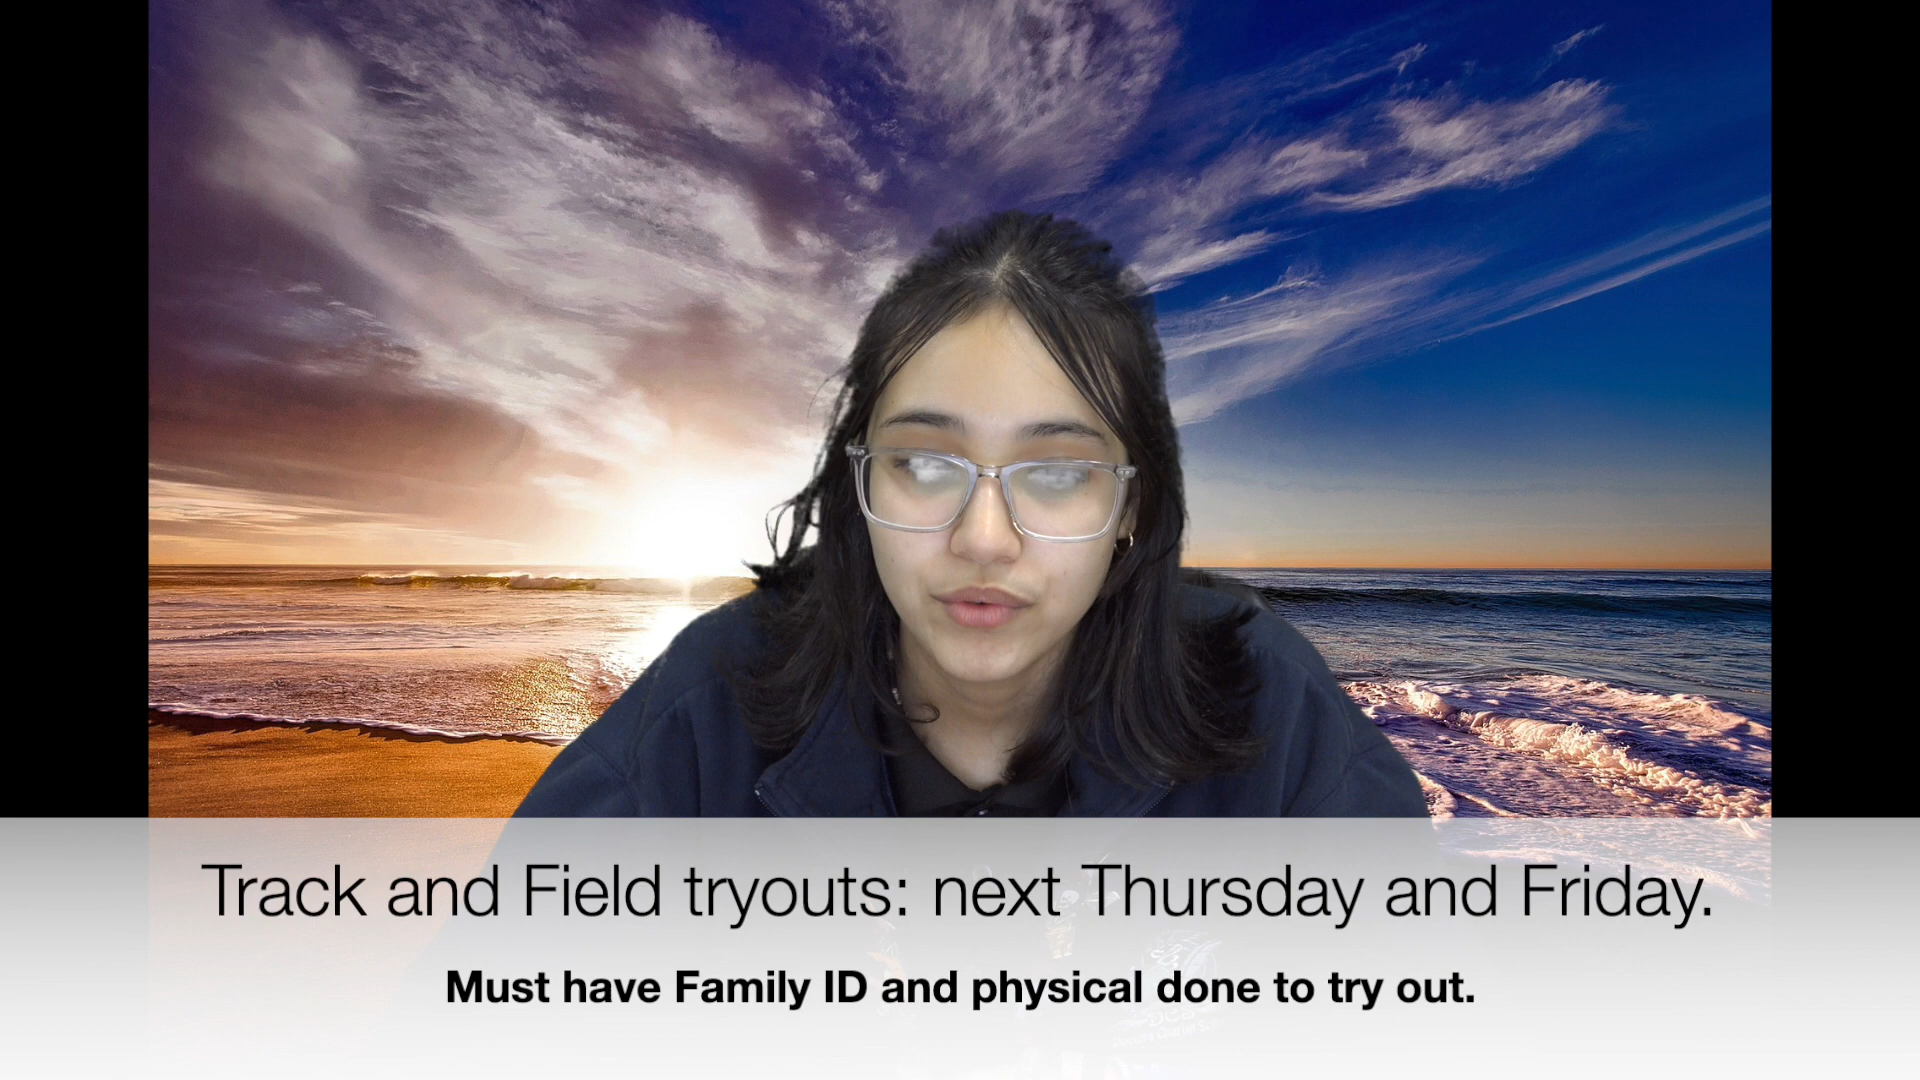 Track and Field tryouts: next Thursday and Friday.
Must have Family ID and physical done to try out.